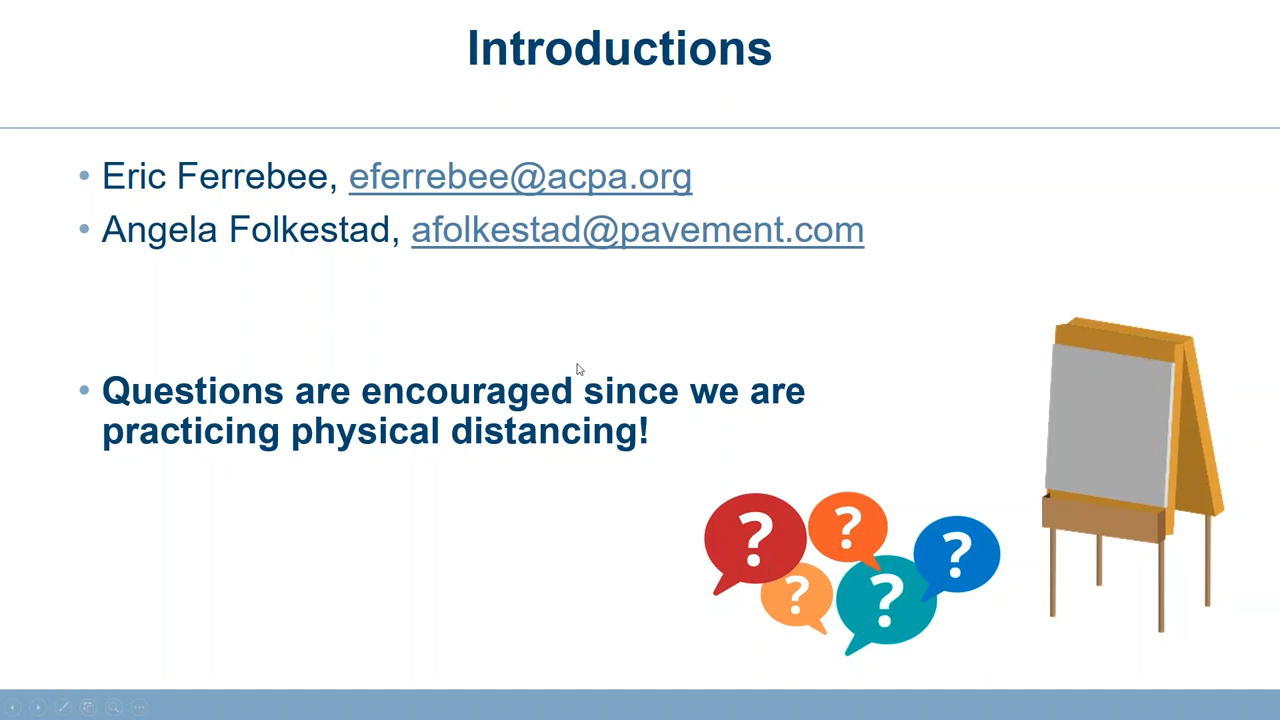 Introductions
• Eric Ferrebee, eferrebee@acpa.org
• Angela Folkestad, afolkestad@pavement.com
• Questions are encouraged since we are
practicing physical distancing!
? ? ? ? ?